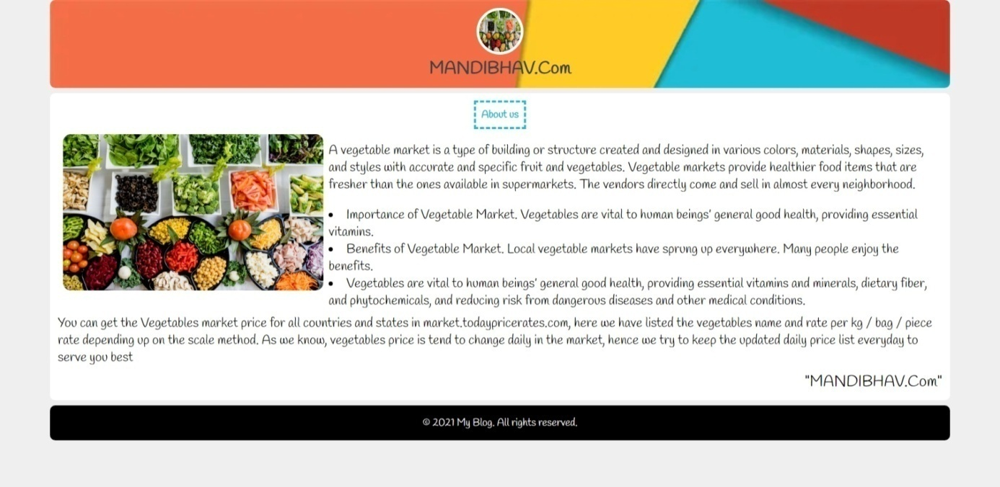 MANDIBHAV.Com
About us
A vegetable market is a type of building or structure created and designed in various colors, materials, shapes, sizes,
and styles with accurate and specific fruit and vegetables. Vegetable markets provide healthier food items that are
fresher than the ones available in supermarkets. The vendors directly come and sell in almost every neighborhood.
• Importance of Vegetable Market. Vegetables are vital to human beings' general good health, providing essential
vitamins.
• Benefits of Vegetable Market. Local vegetable markets have sprung up everywhere. Many people enjoy the
benefits.
• Vegetables are vital to human beings' general good health, providing essential vitamins and minerals, dietary fiber,
and phytochemicals, and reducing risk from dangerous diseases and other medical conditions.
You can get the Vegetables market price for all countries and states in market.todaypricerates.com, here we have listed the vegetables name and rate per kg / bag / piece
rate depending up on the scale method. As we know, vegetables price is tend to change daily in the market, hence we try to keep the updated daily price list everyday to
serve you best
"MANDIBHAV.Com"
© 2021 My Blog. All rights reserved.